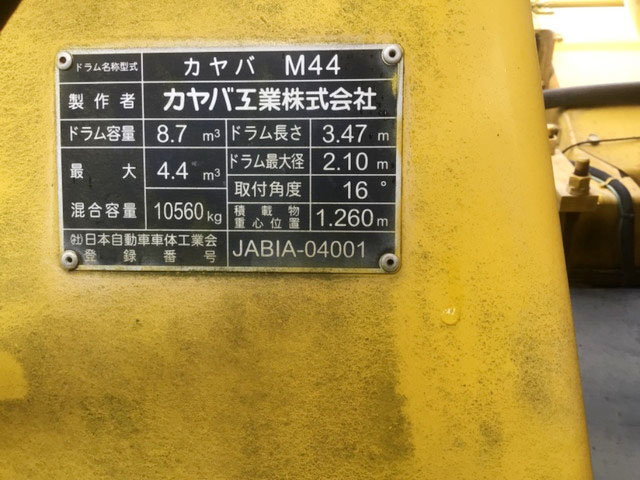 ドラム名称型式 カヤバ M44
製作者 カヤバ工業株式会社
ドラム容量 8.7 m³ ドラム長さ 3.47 m
最大 4.4 m³ ドラム最大径 2.10 m
取付角度 16°
混合容量 10560 kg 積載物重心位置 1.260 m
㈳日本自動車車体工業会
登録番号 JABIA-04001